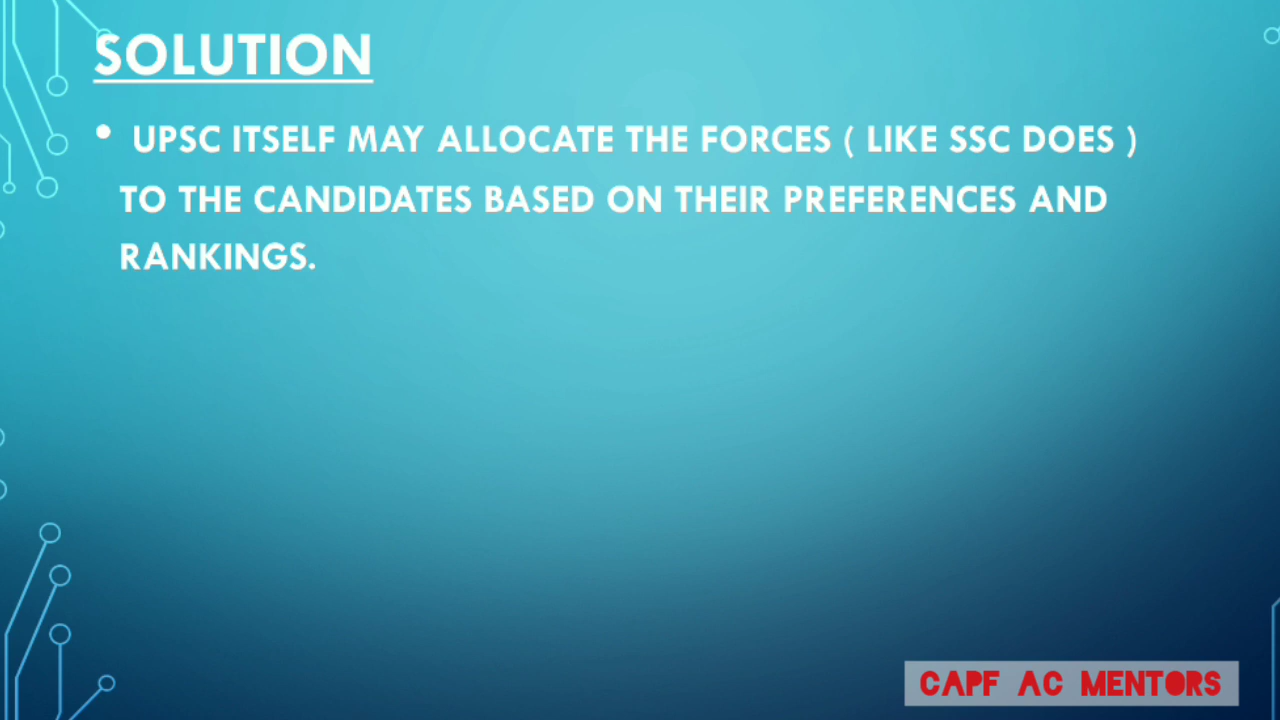 SOLUTION
• UPSC ITSELF MAY ALLOCATE THE FORCES ( LIKE SSC DOES )
TO THE CANDIDATES BASED ON THEIR PREFERENCES AND
RANKINGS.
CAPF AC MENTORS